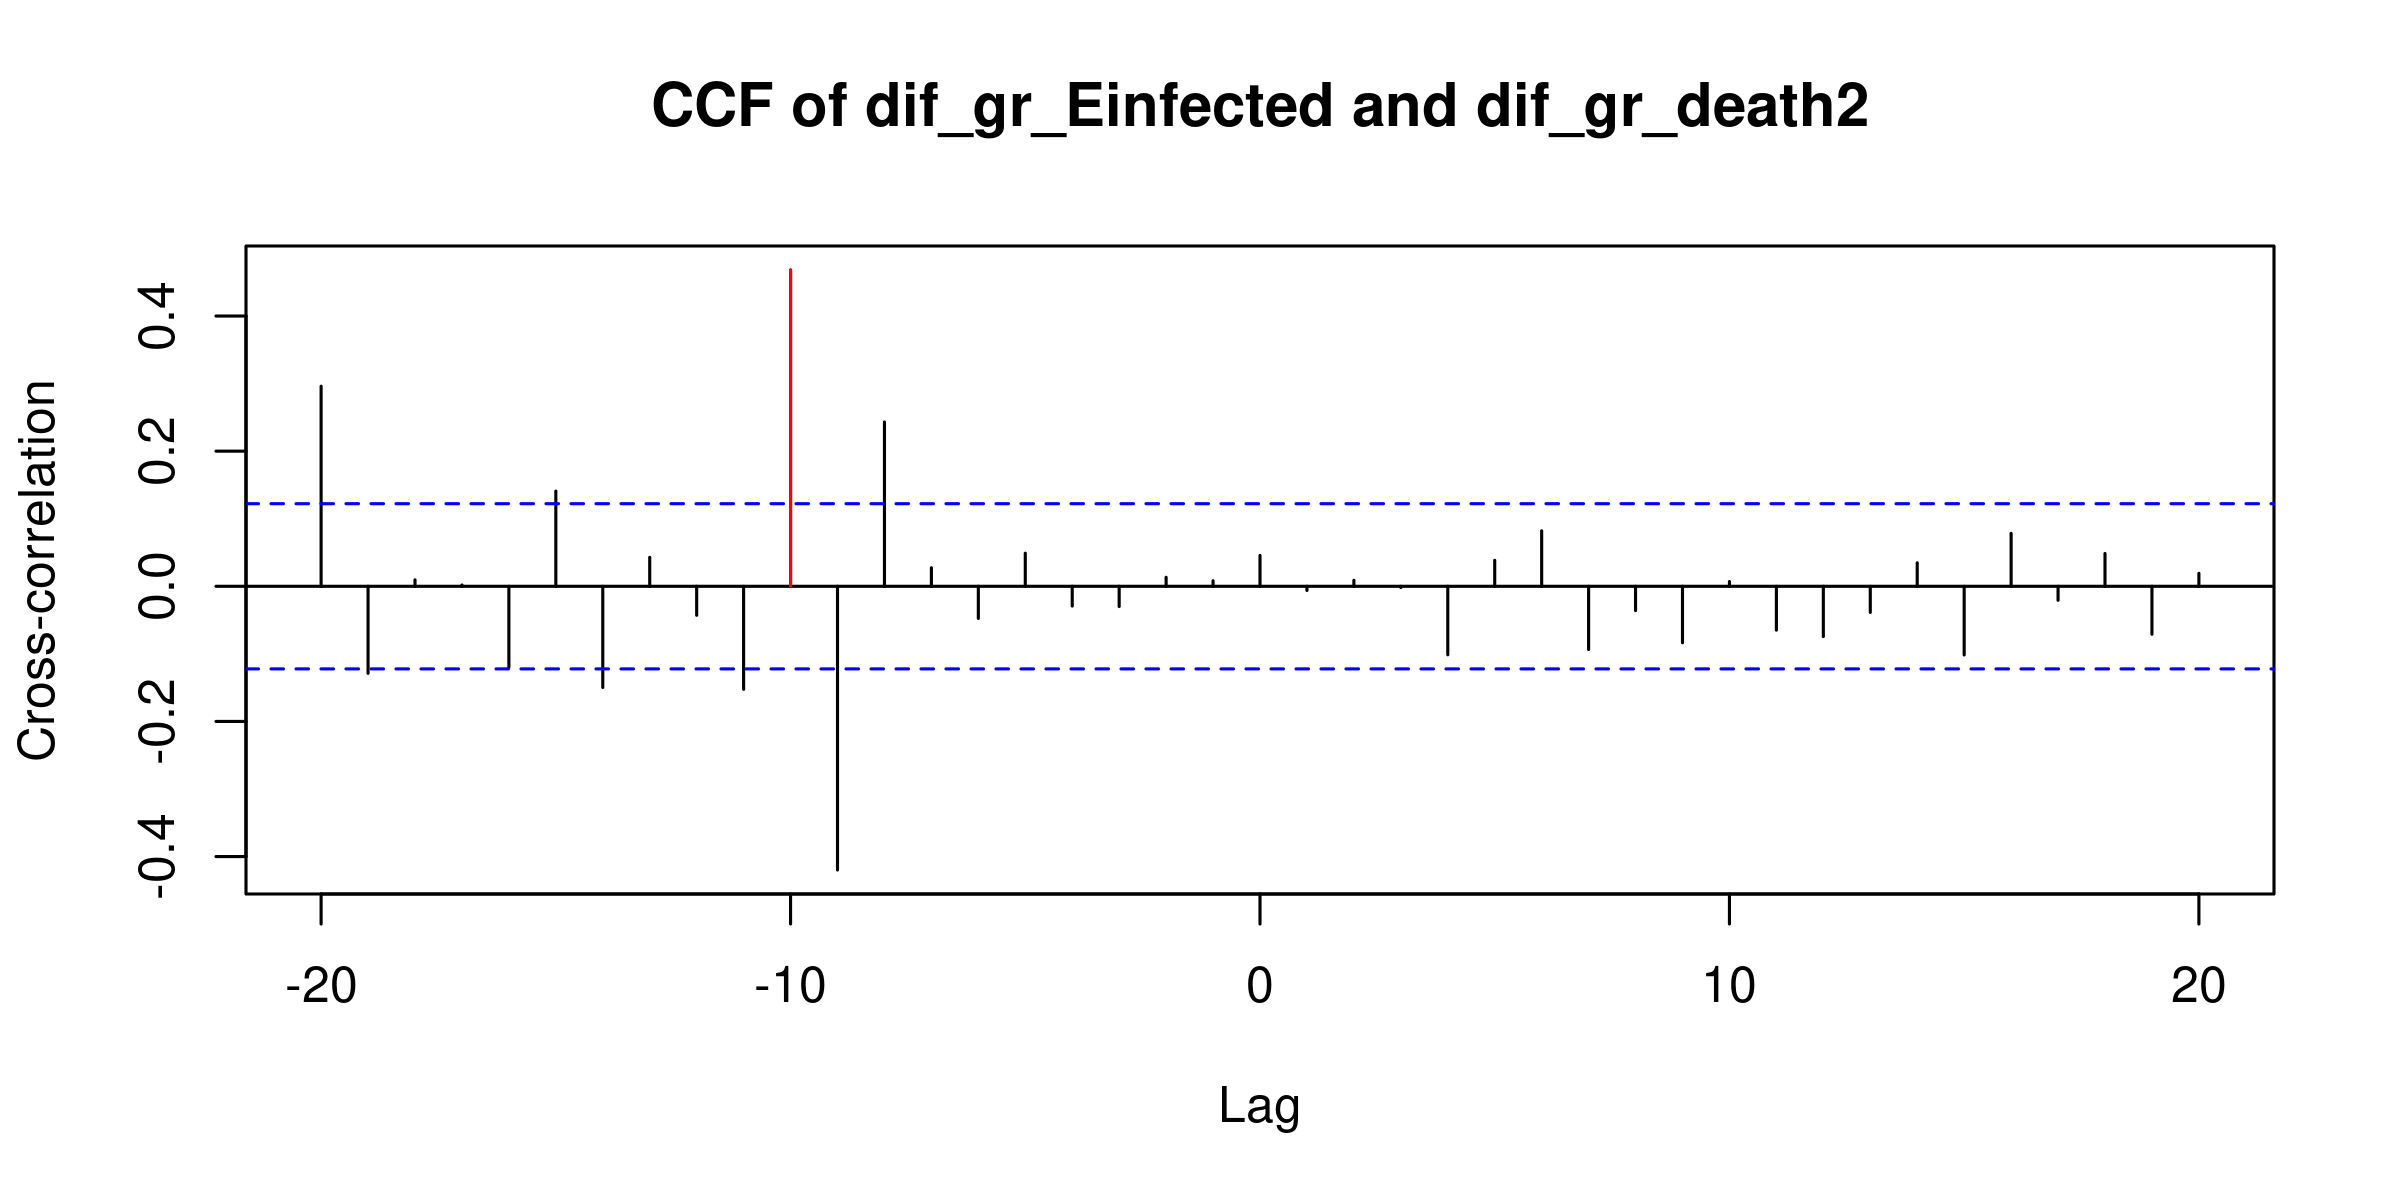 CCF of dif_gr_Einfected and dif_gr_death2
Cross-correlation
0.4
0.2
0.0
-0.2
-0.4
-20 -10 0 10 20
Lag